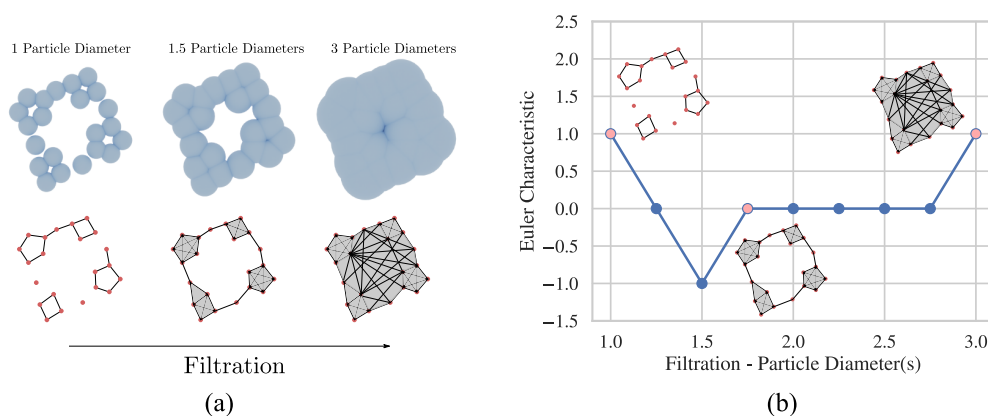 1 Particle Diameter
1.5 Particle Diameters
3 Particle Diameters
Filtration
(a)
Euler Characteristic
2.5
2.0
1.5
1.0
0.5
0.0
−0.5
−1.0
−1.5
1.0
1.5
2.0
2.5
3.0
Filtration - Particle Diameter(s)
(b)